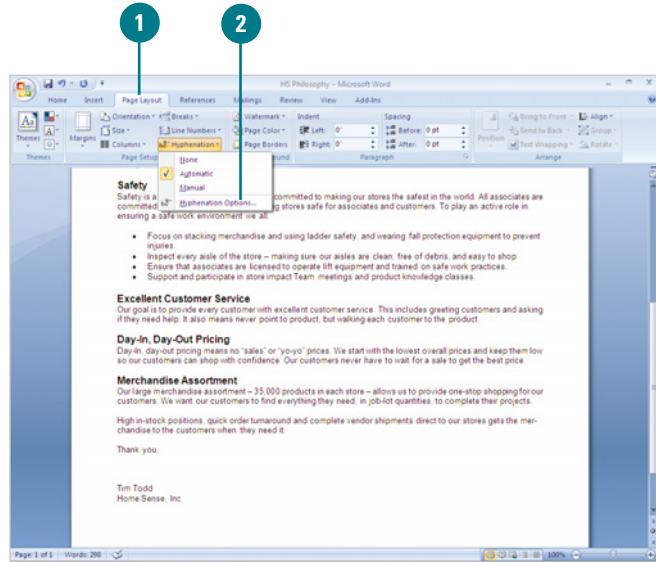 1 2
HS Philosophy - Microsoft Word
Home Insert Page Layout References Mailings Review View Add-Ins
Orientation Breaks Watermark Indent Spacing Bring to Front Align
Themes Margins Size Line Numbers Page Color Left: 0" Before: 0 pt Position Send to Back Group
Columns Hyphenation Page Borders Right: 0" After: 0 pt Text Wrapping Rotate
Themes Page Setup Paragraph Arrange
None
Automatic
Manual
Hyphenation Options...
Safety
Safety is a committed to making our stores the safest in the world. All associates are
committed stores safe for associates and customers. To play an active role in
ensuring a safe work environment we all:
• Focus on stacking merchandise and using ladder safety, and wearing fall protection equipment to prevent
injuries.
• Inspect every aisle of the store – making sure our aisles are clean, free of debris, and easy to shop.
• Ensure that associates are licensed to operate lift equipment and trained on safe work practices.
• Support and participate in store impact Team meetings and product knowledge classes.
Excellent Customer Service
Our goal is to provide every customer with excellent customer service. This includes greeting customers and asking
if they need help. It also means never point to product, but walking each customer to the product.
Day-In, Day-Out Pricing
Day-In, day-out pricing means no "sales" or "yo-yo" prices. We start with the lowest overall prices and keep them low
so our customers can shop with confidence. Our customers never have to wait for a sale to get the best price.
Merchandise Assortment
Our large merchandise assortment – 35,000 products in each store – allows us to provide one-stop shopping for our
customers. We want our customers to find everything they need, in job-lot quantities, to complete their projects.
High in-stock positions, quick order turnaround and complete vendor shipments direct to our stores gets the mer-
chandise to the customers when they need it.
Thank you,
Tim Todd
Home Sense, Inc
Page: 1 of 1 Words: 290 100%